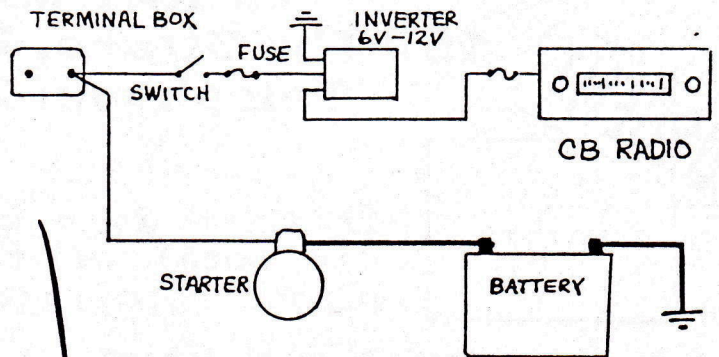 TERMINAL BOX
INVERTER
6V-12V
FUSE
SWITCH
CB RADIO
STARTER
BATTERY